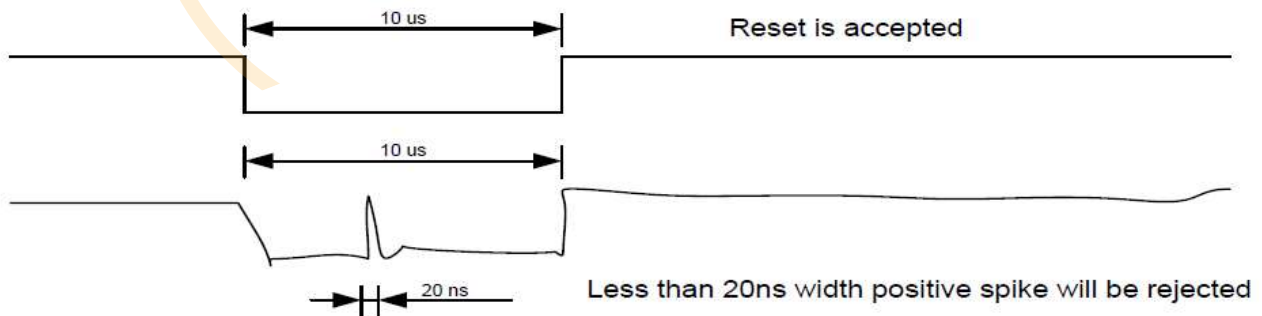 10 us
Reset is accepted
10 us
20 ns
Less than 20ns width positive spike will be rejected